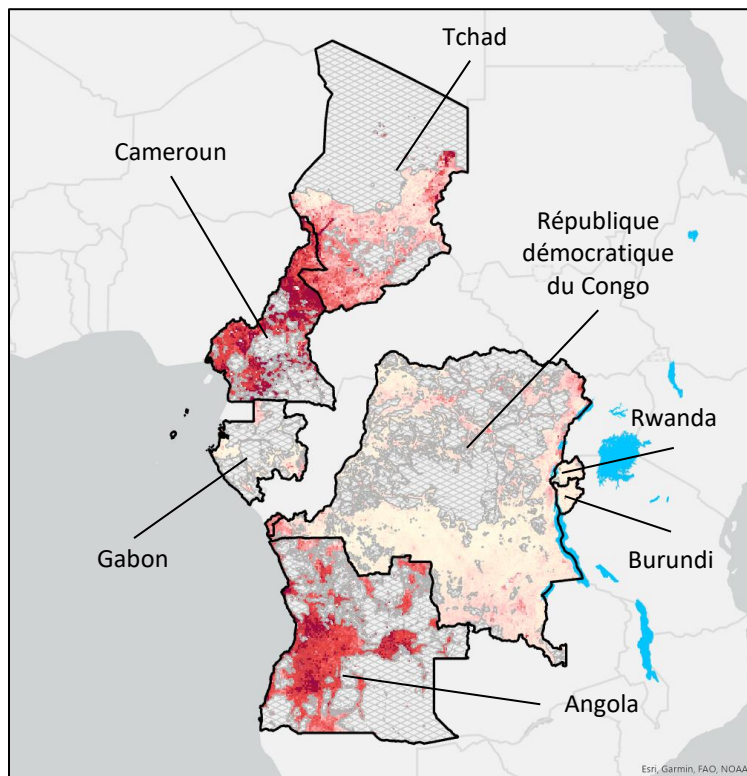 Tchad
Cameroun
République
démocratique
du Congo
Rwanda
Gabon
Burundi
Angola
Esri, Garmin, FAO, NOAA